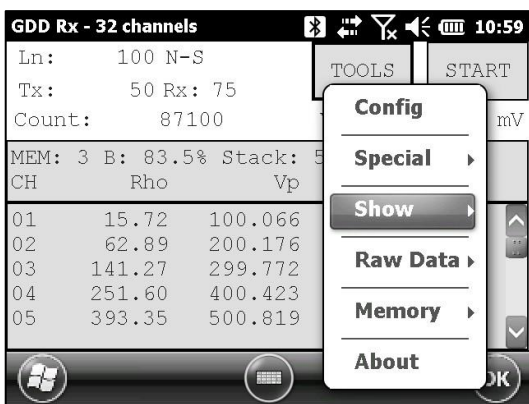 GDD Rx - 32 channels 10:59
Ln: 100 N-S
TOOLS START
Tx: 50 Rx: 75
Count: 87100 mV
MEM: 3 B: 83.5% Stack: 5
CH Rho Vp
01 15.72 100.066
02 62.89 200.176
03 141.27 299.772
04 251.60 400.423
05 393.35 500.819
Config
Special
Show
Raw Data
Memory
About